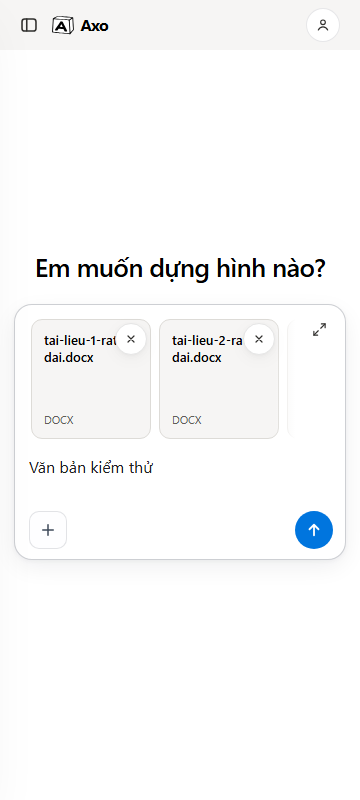 Axo
Em muốn dựng hình nào?
tai-lieu-1-rat
dai.docx
DOCX
tai-lieu-2-ra
dai.docx
DOCX
Văn bản kiểm thử